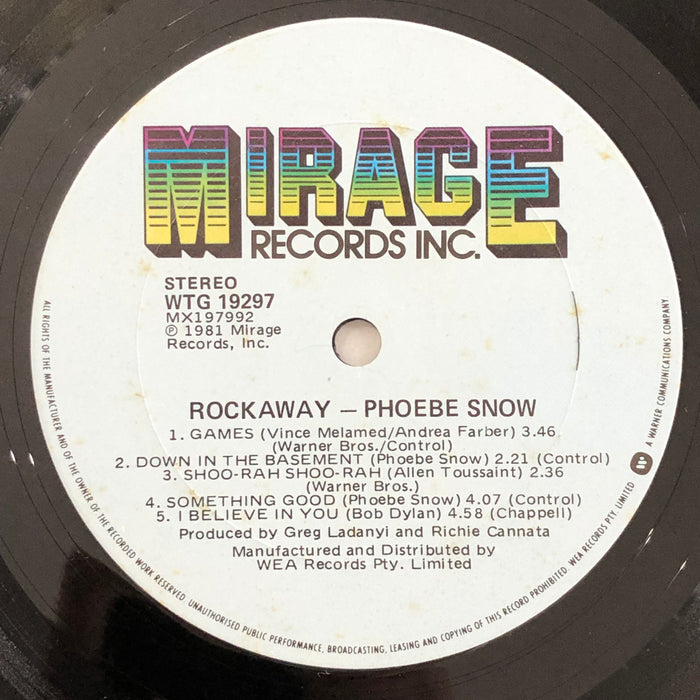 MIRAGE
RECORDS INC.
STEREO
WTG 19297
MX197992
℗ 1981 Mirage
Records, Inc.
ROCKAWAY – PHOEBE SNOW
1. GAMES (Vince Melamed/Andrea Farber) 3.46
(Warner Bros./Control)
2. DOWN IN THE BASEMENT (Phoebe Snow) 2.21 (Control)
3. SHOO-RAH SHOO-RAH (Allen Toussaint) 2.36
(Warner Bros.)
4. SOMETHING GOOD (Phoebe Snow) 4.07 (Control)
5. I BELIEVE IN YOU (Bob Dylan) 4.58 (Chappell)
Produced by Greg Ladanyi and Richie Cannata
Manufactured and Distributed by
WEA Records Pty. Limited
ALL RIGHTS OF THE MANUFACTURER AND OF THE OWNER OF THE RECORDED WORK RESERVED. UNAUTHORISED PUBLIC PERFORMANCE, BROADCASTING, LEASING AND COPYING OF THIS RECORD PROHIBITED. WEA RECORDS PTY. LIMITED A WARNER COMMUNICATIONS COMPANY